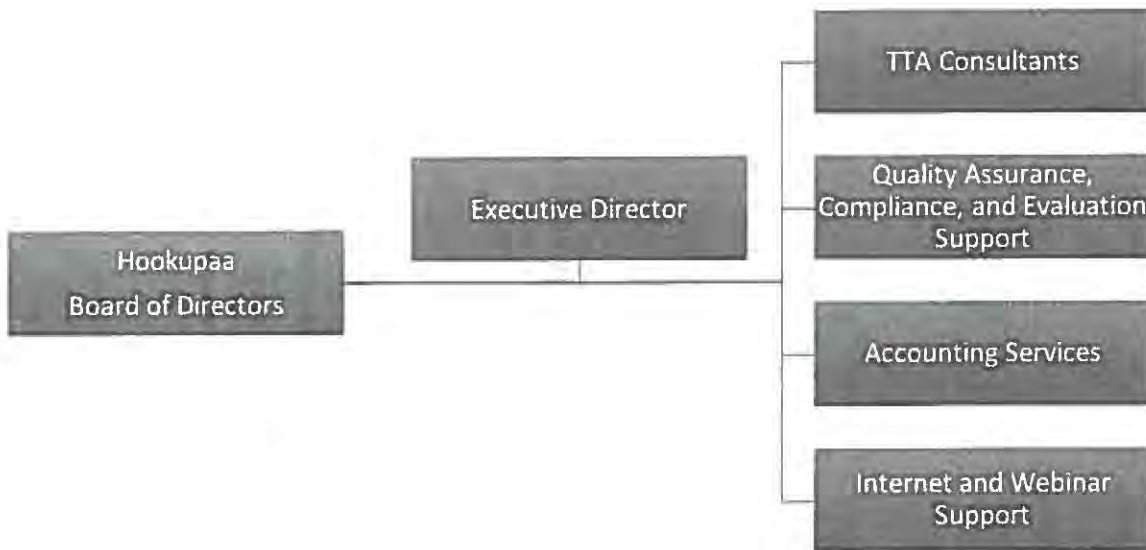 Hookupaa
Board of Directors
Executive Director
TTA Consultants
Quality Assurance,
Compliance, and Evaluation
Support
Accounting Services
Internet and Webinar
Support